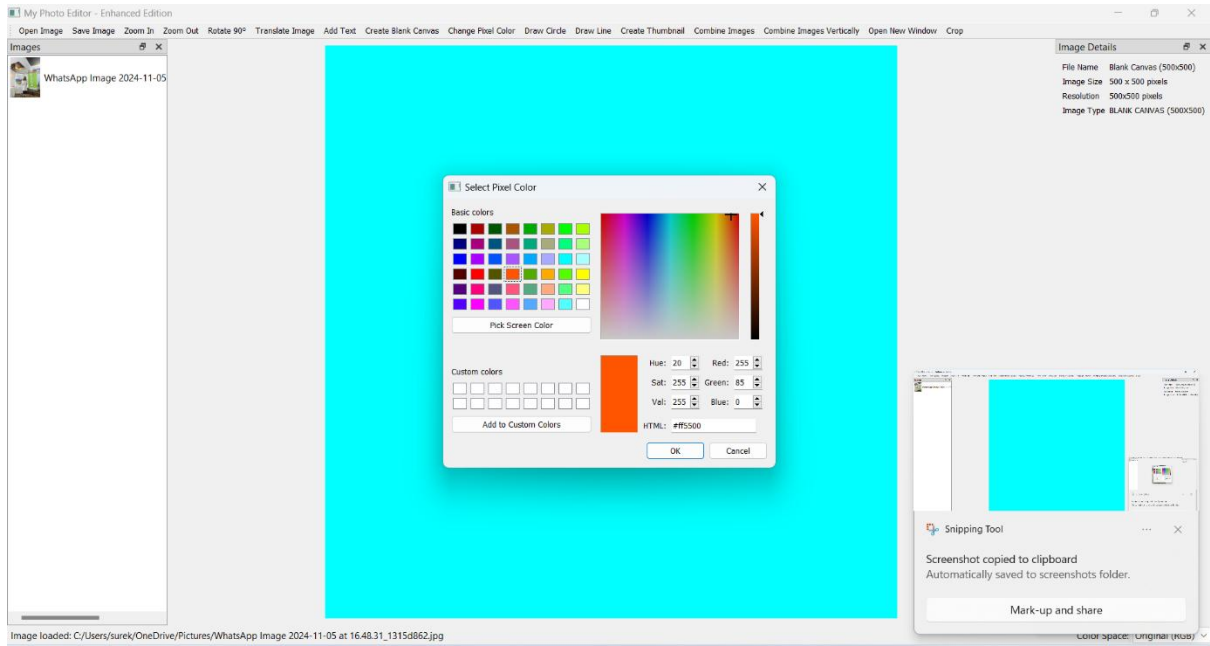 My Photo Editor - Enhanced Edition
Open Image Save Image Zoom In Zoom Out Rotate 90° Translate Image Add Text Create Blank Canvas Change Pixel Color Draw Circle Draw Line Create Thumbnail Combine Images Combine Images Vertically Open New Window Crop
Images
WhatsApp Image 2024-11-05
Image Details
File Name Blank Canvas (500x500)
Image Size 500 x 500 pixels
Resolution 500x500 pixels
Image Type BLANK CANVAS (500X500)
Select Pixel Color
Basic colors
Pick Screen Color
Custom colors
Add to Custom Colors
Hue: 20 Red: 255
Sat: 255 Green: 85
Val: 255 Blue: 0
HTML: #ff5500
OK Cancel
Snipping Tool
Screenshot copied to clipboard
Automatically saved to screenshots folder.
Mark-up and share
Image loaded: C:/Users/surek/OneDrive/Pictures/WhatsApp Image 2024-11-05 at 16.48.31_1315d862.jpg
Color Space: Original (RGB)